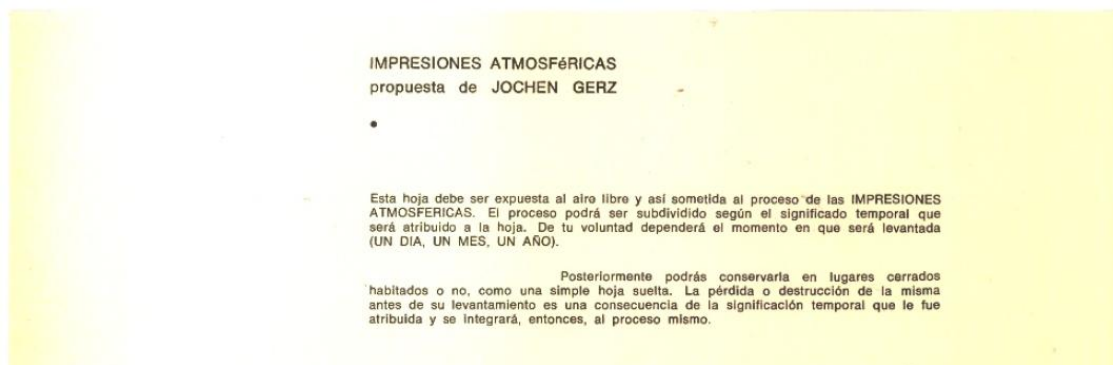 IMPRESIONES ATMOSFéRICAS
propuesta de JOCHEN GERZ
•
Esta hoja debe ser expuesta al aire libre y así sometida al proceso de las IMPRESIONES
ATMOSFERICAS. El proceso podrá ser subdividido según el significado temporal que
será atribuido a la hoja. De tu voluntad dependerá el momento en que será levantada
(UN DIA, UN MES, UN AÑO).
Posteriormente podrás conservarla en lugares cerrados
habitados o no, como una simple hoja suelta. La pérdida o destrucción de la misma
antes de su levantamiento es una consecuencia de la significación temporal que le fue
atribuida y se integrará, entonces, al proceso mismo.